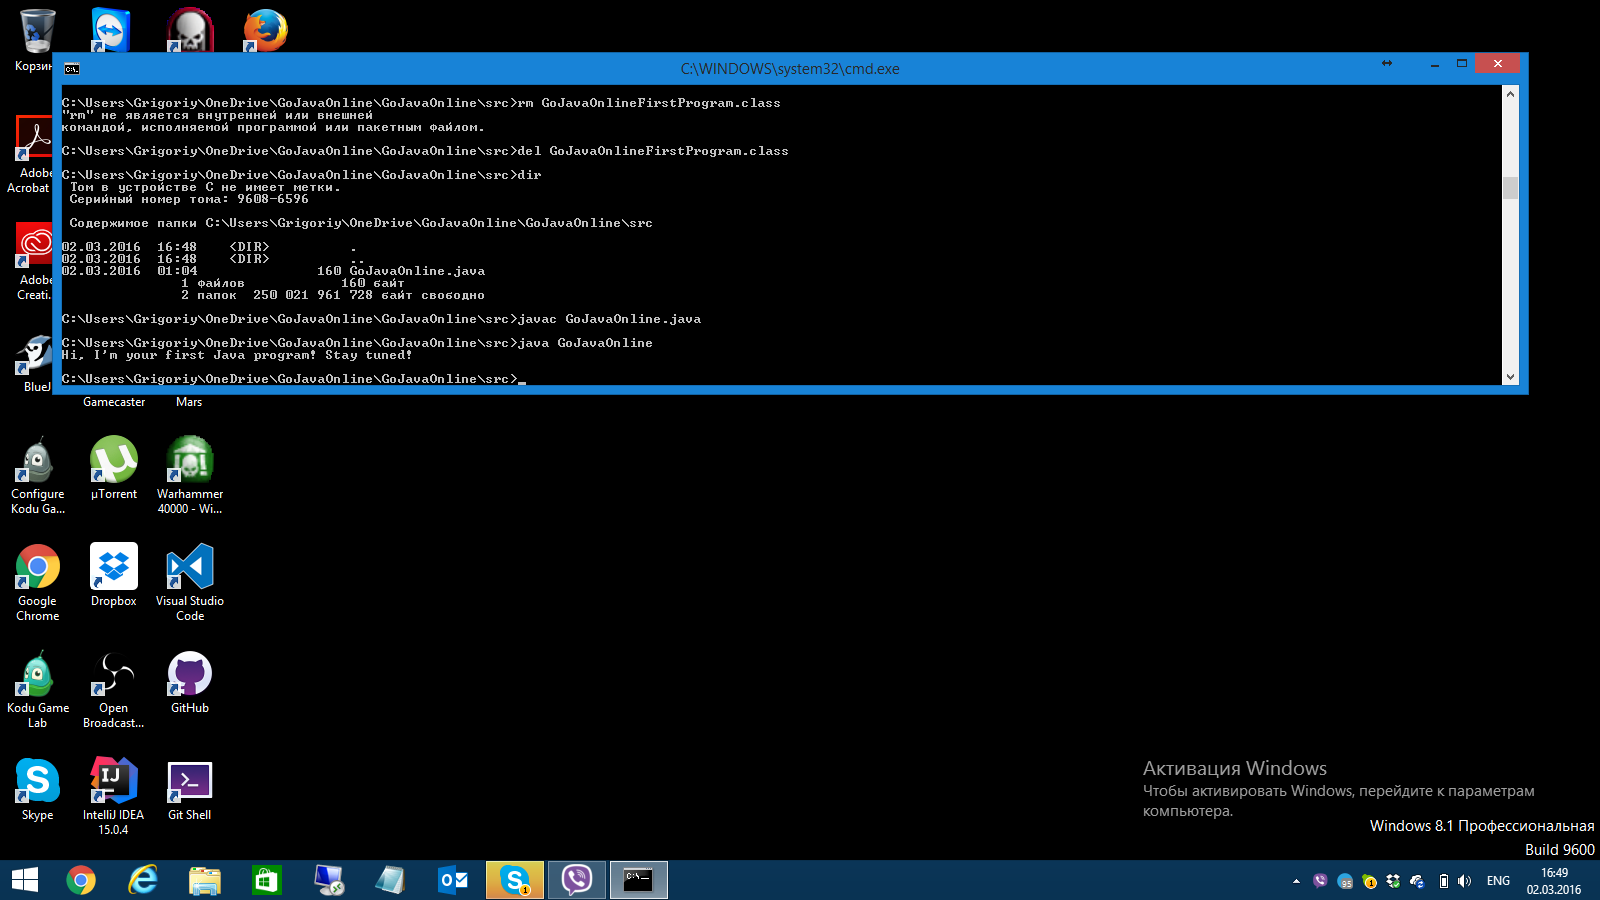 Корзин
C:\WINDOWS\system32\cmd.exe
C:\Users\Grigoriy\OneDrive\GoJavaOnline\GoJavaOnline\src>rm GoJavaOnlineFirstProgram.class
"rm" не является внутренней или внешней
командой, исполняемой программой или пакетным файлом.
C:\Users\Grigoriy\OneDrive\GoJavaOnline\GoJavaOnline\src>del GoJavaOnlineFirstProgram.class
C:\Users\Grigoriy\OneDrive\GoJavaOnline\GoJavaOnline\src>dir
Том в устройстве C не имеет метки.
Серийный номер тома: 9608-6596
Содержимое папки C:\Users\Grigoriy\OneDrive\GoJavaOnline\GoJavaOnline\src
02.03.2016  16:48    <DIR>          .
02.03.2016  16:48    <DIR>          ..
02.03.2016  01:04               160 GoJavaOnline.java
1 файлов            160 байт
2 папок  250 021 961 728 байт свободно
C:\Users\Grigoriy\OneDrive\GoJavaOnline\GoJavaOnline\src>javac GoJavaOnline.java
C:\Users\Grigoriy\OneDrive\GoJavaOnline\GoJavaOnline\src>java GoJavaOnline
Hi, I'm your first Java program! Stay tuned!
C:\Users\Grigoriy\OneDrive\GoJavaOnline\GoJavaOnline\src>_
Adobe
Acrobat
Adobe
Creati...
BlueJ
Gamecaster
Mars
Configure
Kodu Ga...
µTorrent
Warhammer
40000 - Wi...
Google
Chrome
Dropbox
Visual Studio
Code
Kodu Game
Lab
Open
Broadcast...
GitHub
Skype
IntelliJ IDEA
15.0.4
Git Shell
Активация Windows
Чтобы активировать Windows, перейдите к параметрам
компьютера.
Windows 8.1 Профессиональная
Build 9600
ENG
16:49
02.03.2016